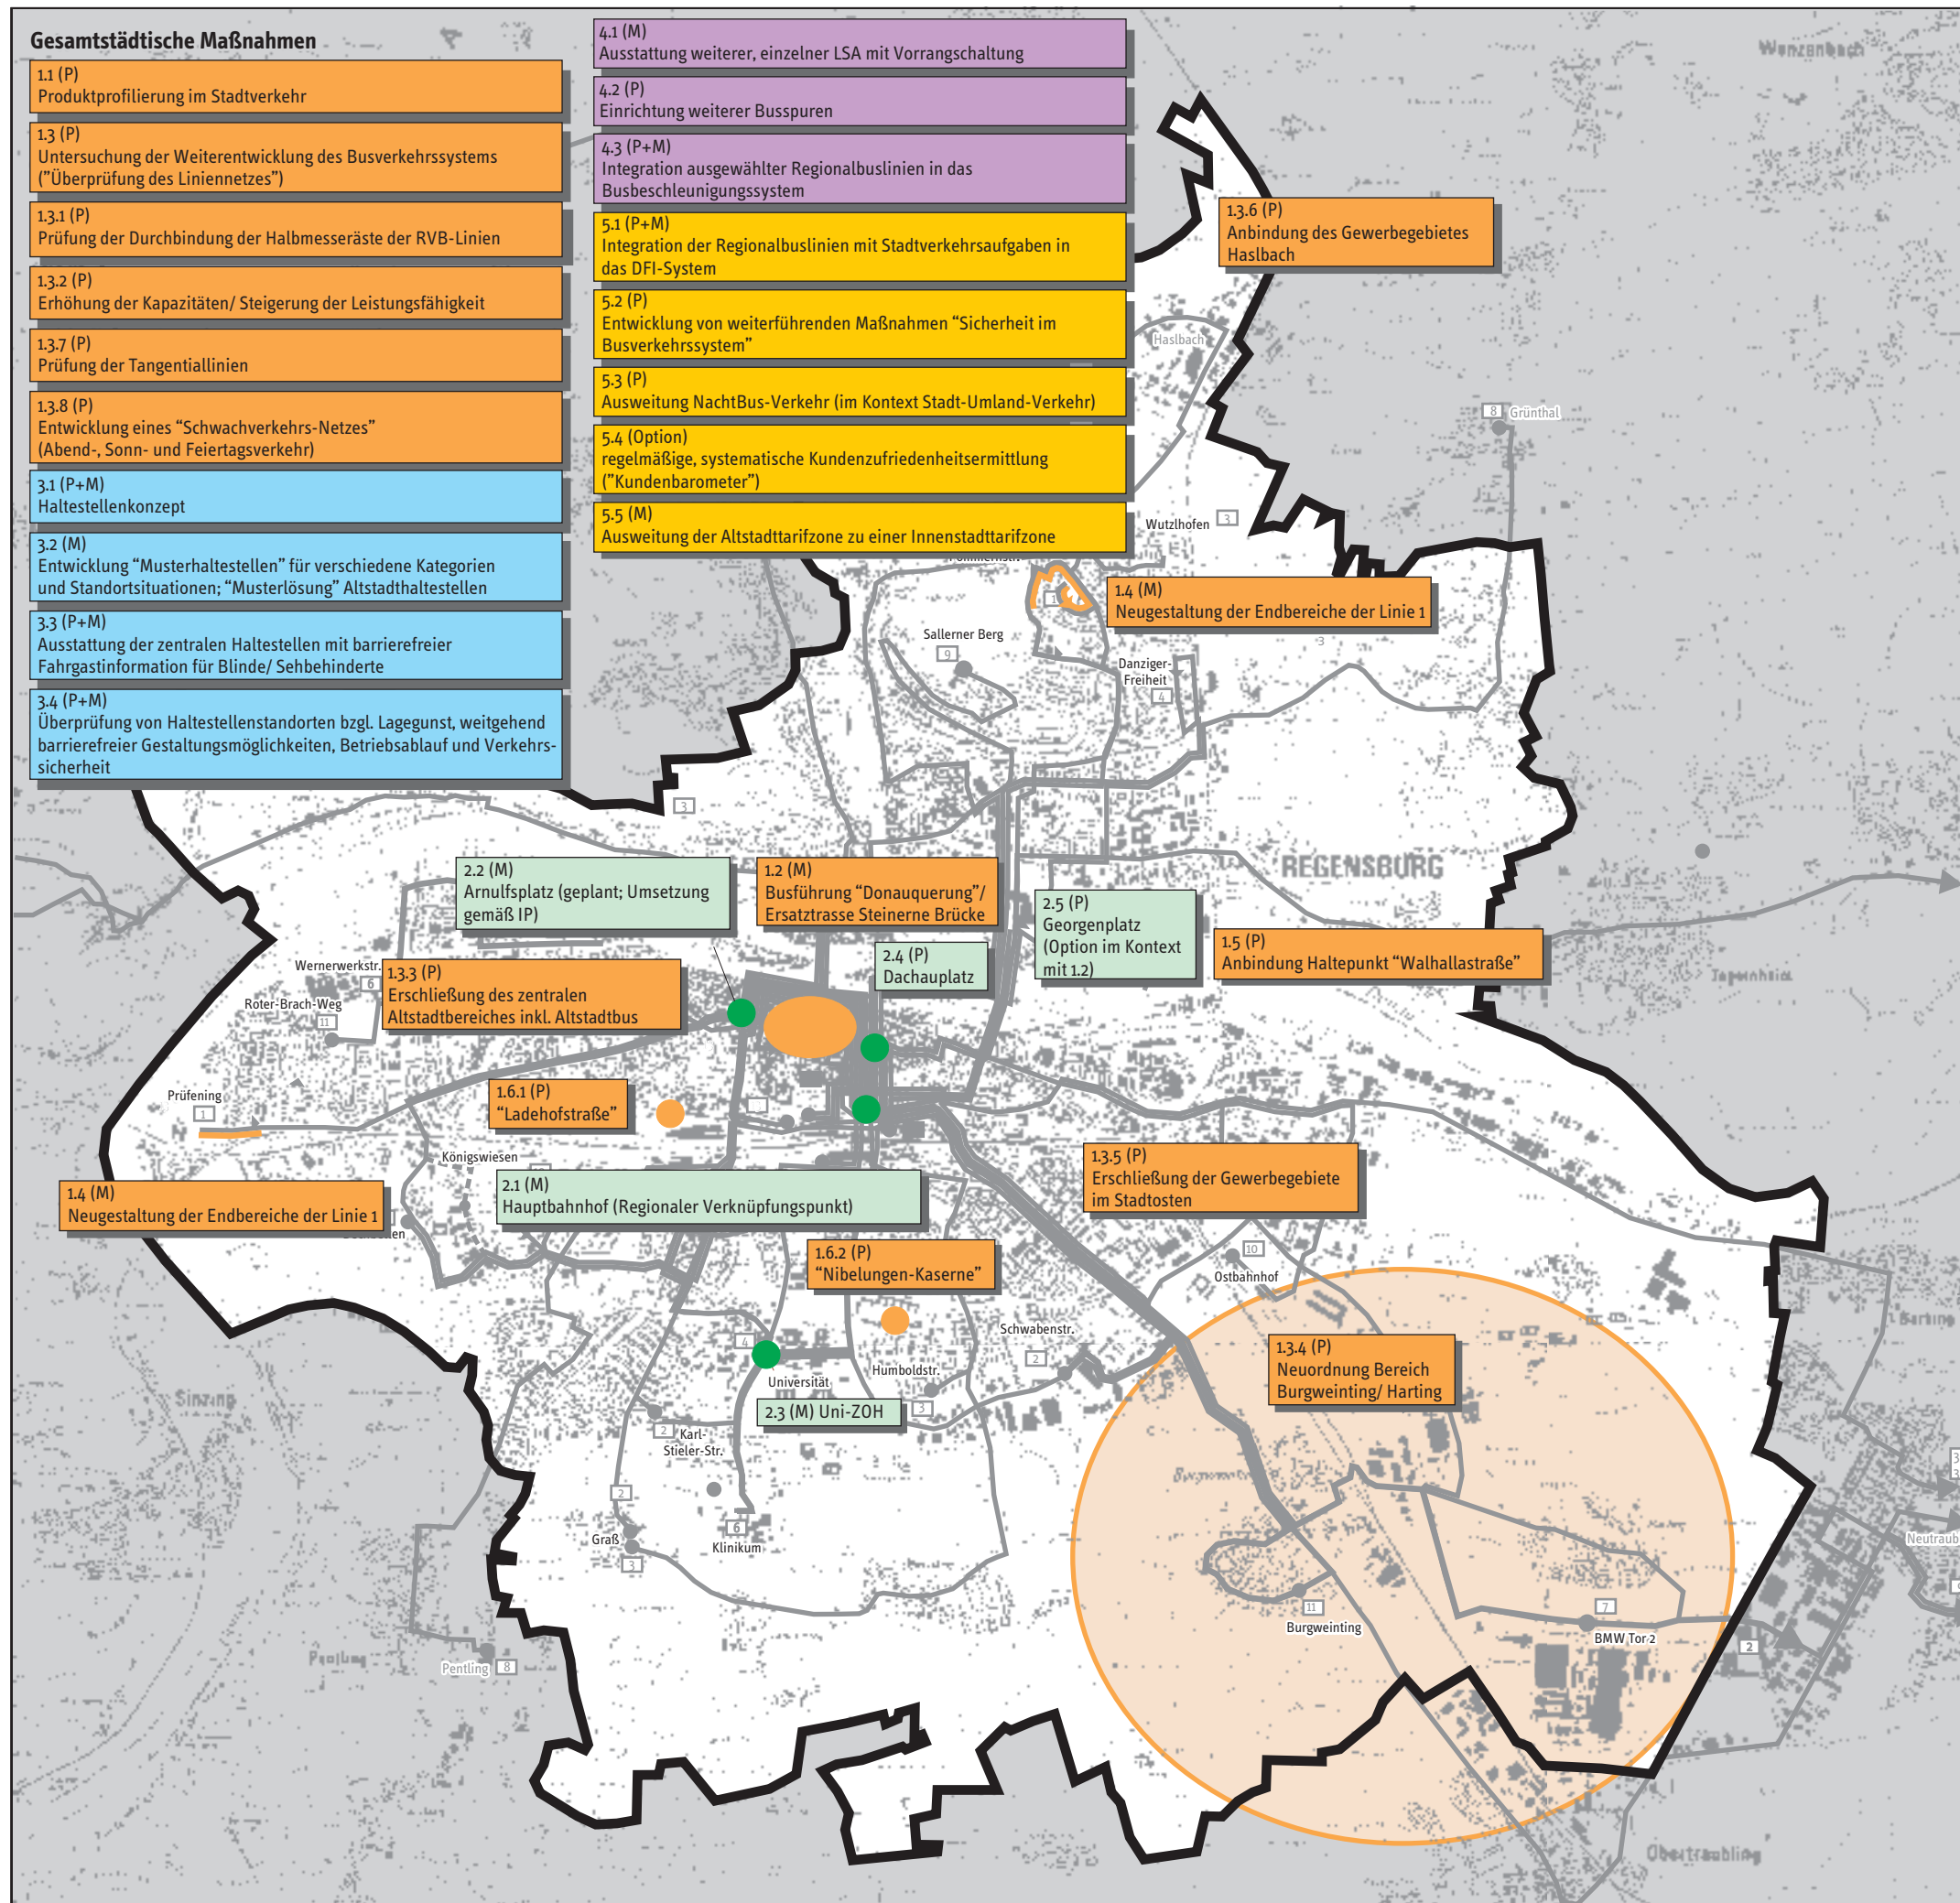 Gesamtstädtische Maßnahmen
1.1 (P)
Produktprofilierung im Stadtverkehr
1.3 (P)
Untersuchung der Weiterentwicklung des Busverkehrssystems
("Überprüfung des Liniennetzes")
1.3.1 (P)
Prüfung der Durchbindung der Halbmesseräste der RVB-Linien
1.3.2 (P)
Erhöhung der Kapazitäten/ Steigerung der Leistungsfähigkeit
1.3.7 (P)
Prüfung der Tangentiallinien
1.3.8 (P)
Entwicklung eines “Schwachverkehrs-Netzes”
(Abend-, Sonn- und Feiertagsverkehr)
3.1 (P+M)
Haltestellenkonzept
3.2 (M)
Entwicklung “Musterhaltestellen” für verschiedene Kategorien
und Standortsituationen; “Musterlösung” Altstadthaltestellen
3.3 (P+M)
Ausstattung der zentralen Haltestellen mit barrierefreier
Fahrgastinformation für Blinde/ Sehbehinderte
3.4 (P+M)
Überprüfung von Haltestellenstandorten bzgl. Lagegunst, weitgehend
barrierefreier Gestaltungsmöglichkeiten, Betriebsablauf und Verkehrs-
sicherheit
4.1 (M)
Ausstattung weiterer, einzelner LSA mit Vorrangschaltung
4.2 (P)
Einrichtung weiterer Busspuren
4.3 (P+M)
Integration ausgewählter Regionalbuslinien in das
Busbeschleunigungssystem
5.1 (P+M)
Integration der Regionalbuslinien mit Stadtverkehrsaufgaben in
das DFI-System
5.2 (P)
Entwicklung von weiterführenden Maßnahmen “Sicherheit im
Busverkehrssystem”
5.3 (P)
Ausweitung NachtBus-Verkehr (im Kontext Stadt-Umland-Verkehr)
5.4 (Option)
regelmäßige, systematische Kundenzufriedenheitsermittlung
("Kundenbarometer")
5.5 (M)
Ausweitung der Altstadttarifzone zu einer Innenstadttarifzone
Wenzenbach
1.3.6 (P)
Anbindung des Gewerbegebietes
Haslbach
Haslbach
8 Grünthal
Wutzlhofen 3
1
1.4 (M)
Neugestaltung der Endbereiche der Linie 1
3
Sallerner Berg
9
Danziger-
Freiheit
4
3
REGENSBURG
2.2 (M)
Arnulfsplatz (geplant; Umsetzung
gemäß IP)
1.2 (M)
Busführung “Donauquerung”/
Ersatztrasse Steinerne Brücke
2.5 (P)
Georgenplatz
(Option im Kontext
mit 1.2)
2.4 (P)
Dachauplatz
1.5 (P)
Anbindung Haltepunkt “Walhallastraße”
Tegernheim
Wernerwerkstr.
6
Roter-Brach-Weg
11
1.3.3 (P)
Erschließung des zentralen
Altstadtbereiches inkl. Altstadtbus
Prüfening
1
1.6.1 (P)
“Ladehofstraße”
Königswiesen
1.4 (M)
Neugestaltung der Endbereiche der Linie 1
2.1 (M)
Hauptbahnhof (Regionaler Verknüpfungspunkt)
1.3.5 (P)
Erschließung der Gewerbegebiete
im Stadtosten
1.6.2 (P)
“Nibelungen-Kaserne”
10
Ostbahnhof
Barbing
Schwabenstr.
2
4
Universität
Humboldstr.
3
2.3 (M) Uni-ZOH
1.3.4 (P)
Neuordnung Bereich
Burgweinting/ Harting
Sinzing
2 Karl-
Stieler-Str.
2
Graß
3
6
Klinikum
Neutraub
11
Burgweinting
7
BMW Tor 2
2
Pentling 8
Obertraubling